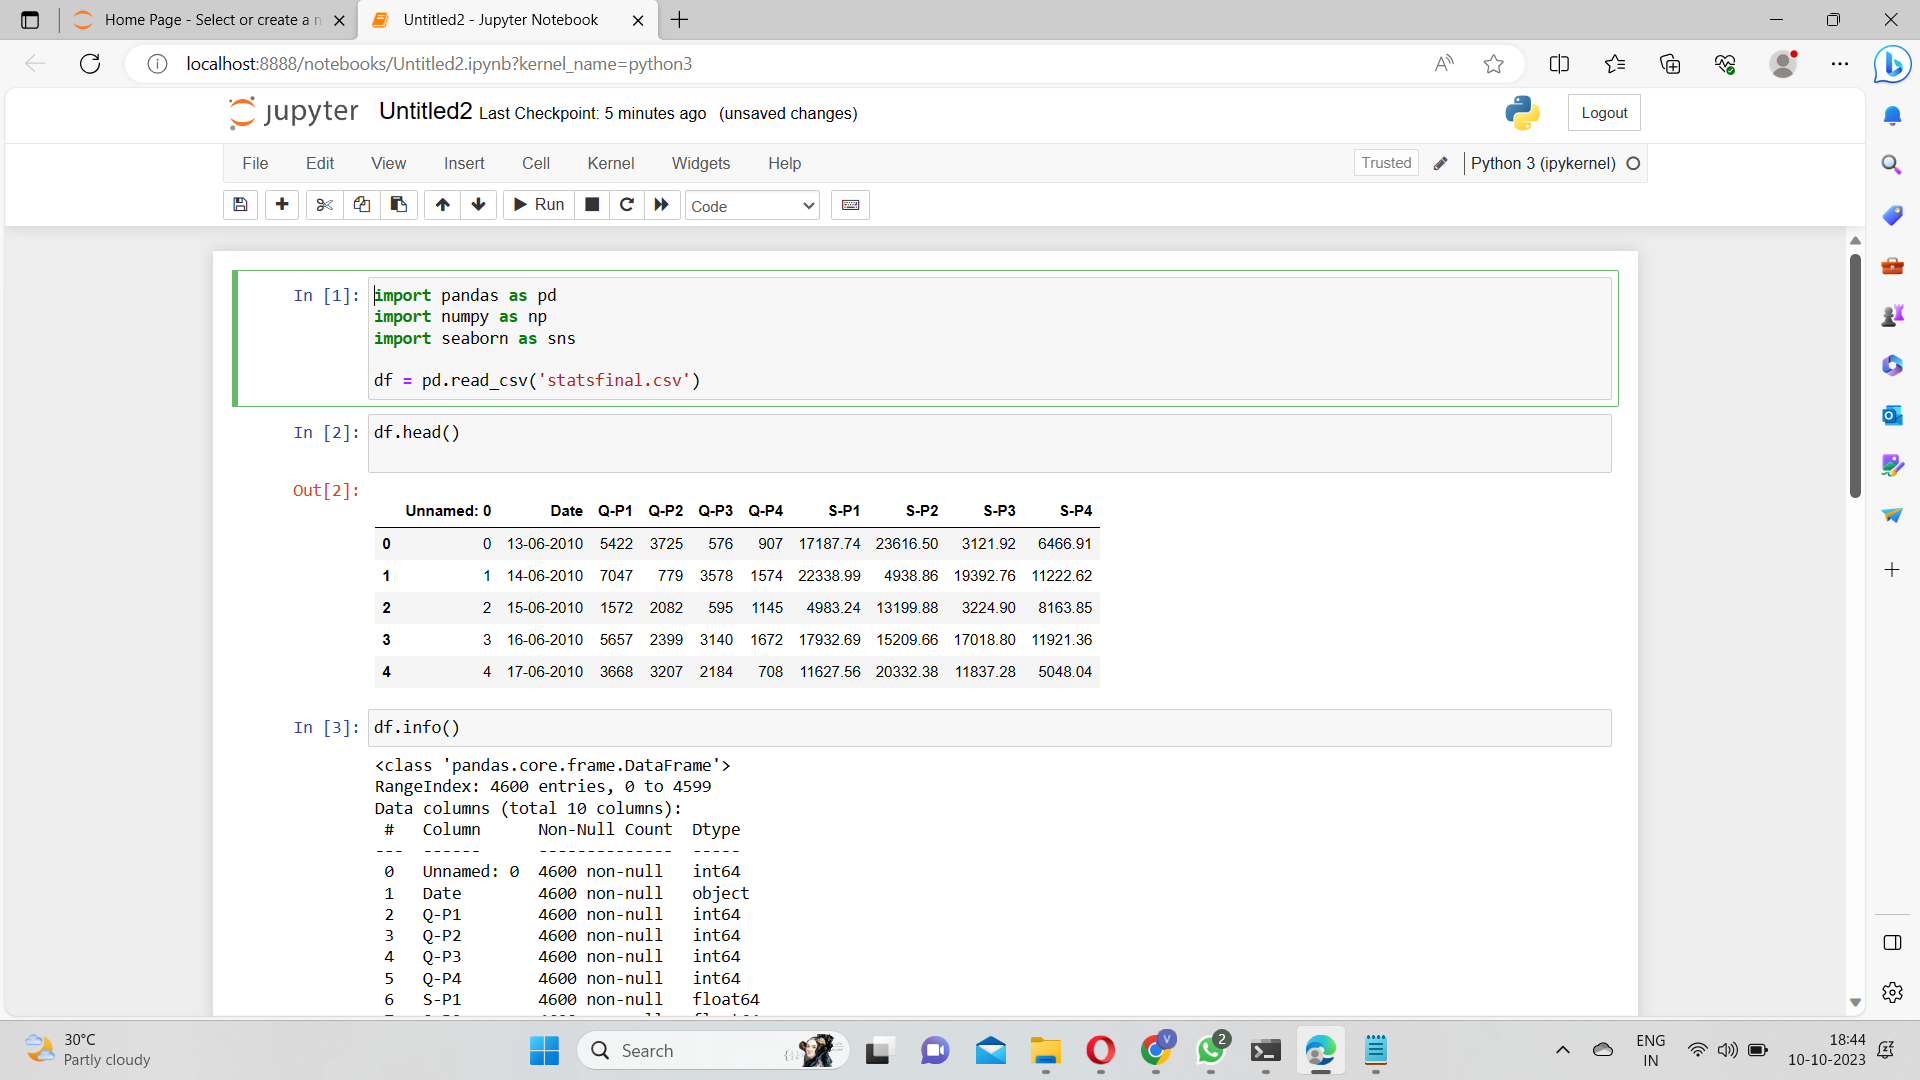 Home Page - Select or create a n
Untitled2 - Jupyter Notebook
localhost:8888/notebooks/Untitled2.ipynb?kernel_name=python3
jupyter Untitled2 Last Checkpoint: 5 minutes ago (unsaved changes)
Logout
File Edit View Insert Cell Kernel Widgets Help
Trusted Python 3 (ipykernel)
Run Code
In [1]: import pandas as pd
import numpy as np
import seaborn as sns
df = pd.read_csv('statsfinal.csv')
In [2]: df.head()
Out[2]:
Unnamed: 0 Date Q-P1 Q-P2 Q-P3 Q-P4 S-P1 S-P2 S-P3 S-P4
0 0 13-06-2010 5422 3725 576 907 17187.74 23616.50 3121.92 6466.91
1 1 14-06-2010 7047 779 3578 1574 22338.99 4938.86 19392.76 11222.62
2 2 15-06-2010 1572 2082 595 1145 4983.24 13199.88 3224.90 8163.85
3 3 16-06-2010 5657 2399 3140 1672 17932.69 15209.66 17018.80 11921.36
4 4 17-06-2010 3668 3207 2184 708 11627.56 20332.38 11837.28 5048.04
In [3]: df.info()
<class 'pandas.core.frame.DataFrame'>
RangeIndex: 4600 entries, 0 to 4599
Data columns (total 10 columns):
# Column Non-Null Count Dtype
--- ------ -------------- -----
0 Unnamed: 0 4600 non-null int64
1 Date 4600 non-null object
2 Q-P1 4600 non-null int64
3 Q-P2 4600 non-null int64
4 Q-P3 4600 non-null int64
5 Q-P4 4600 non-null int64
6 S-P1 4600 non-null float64
30°C
Partly cloudy
Search
V
2
ENG
IN
18:44
10-10-2023